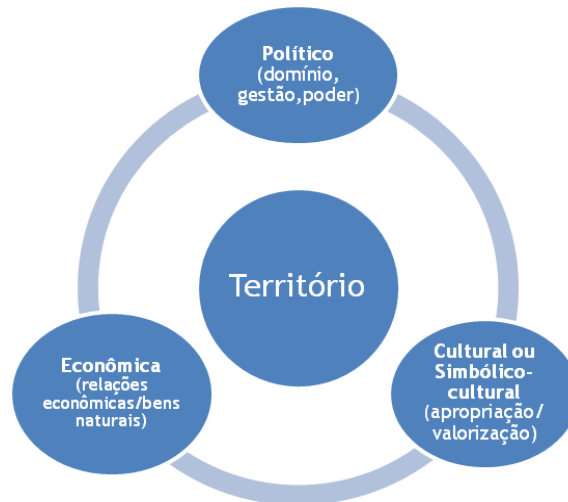 Político
(domínio,
gestão,poder)
Território
Econômica
(relações
econômicas/bens
naturais)
Cultural ou
Simbólico-
cultural
(apropriação/
valorização)